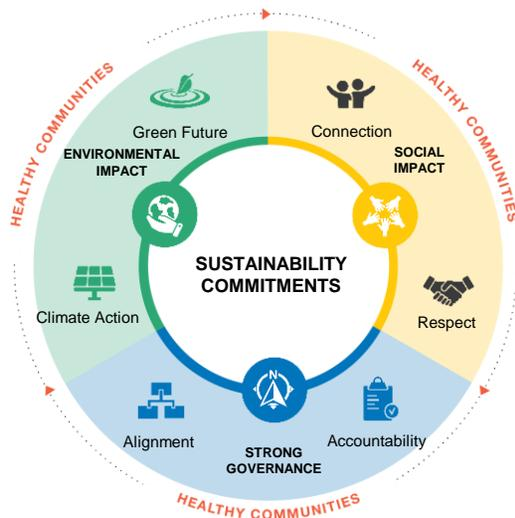 HEALTHY COMMUNITIES
HEALTHY COMMUNITIES
Green Future
Connection
ENVIRONMENTAL
IMPACT
SOCIAL
IMPACT
SUSTAINABILITY
COMMITMENTS
Climate Action
Respect
N
Alignment
Accountability
STRONG
GOVERNANCE
HEALTHY COMMUNITIES